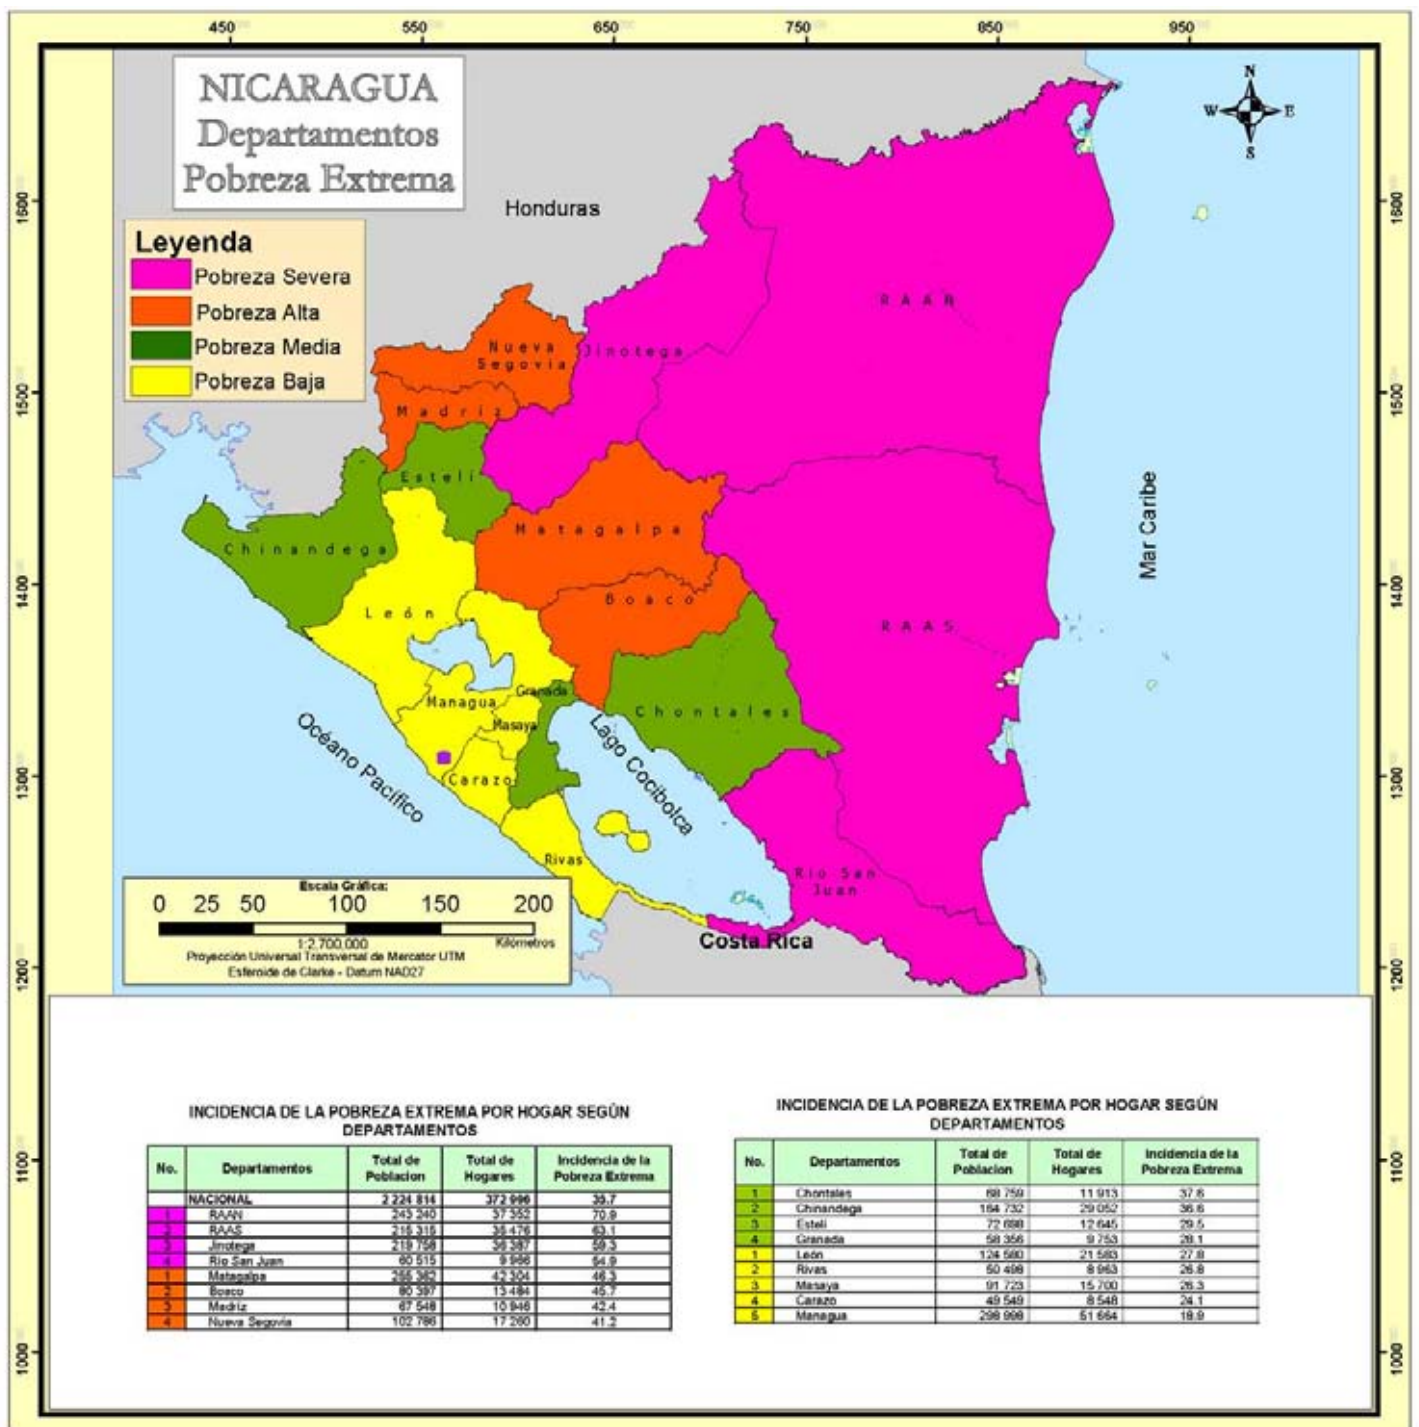 450 550 650 750 850 950
NICARAGUA
Departamentos
Pobreza Extrema
N
W E
S
Honduras
Leyenda
Pobreza Severa
Pobreza Alta
Pobreza Media
Pobreza Baja
1600 1600
1500 1500
1400 1400
1300 1300
1200 1200
1100 1100
1000 1000
RAAN
Nueva
Segovia
Jinotega
Madriz
Estelí
Matagalpa
Chinandega
Boaco
León
RAAS
Mar Caribe
Granada
Managua
Masaya
Chontales
Carazo
Océano Pacífico
Lago Cocibolca
Rivas
Rio San
Juan
Costa Rica
Escala Gráfica:
0 25 50 100 150 200
1:2,700,000 Kilómetros
Proyección Universal Transversal de Mercator UTM
Esferoide de Clarke - Datum NAD27
INCIDENCIA DE LA POBREZA EXTREMA POR HOGAR SEGÚN
DEPARTAMENTOS
No. Departamentos Total de Poblacion Total de Hogares Incidencia de la Pobreza Extrema
NACIONAL 2 224 814 372 996 35.7
1 RAAN 243 240 37 352 70.9
2 RAAS 215 315 35 476 63.1
3 Jinotega 219 758 36 387 59.3
4 Rio San Juan 60 515 9 966 54.9
1 Matagalpa 255 362 42 304 46.3
2 Boaco 80 397 13 484 45.7
3 Madriz 67 548 10 946 42.4
4 Nueva Segovia 102 786 17 260 41.2
INCIDENCIA DE LA POBREZA EXTREMA POR HOGAR SEGÚN
DEPARTAMENTOS
No. Departamentos Total de Poblacion Total de Hogares Incidencia de la Pobreza Extrema
1 Chontales 68 759 11 913 37.6
2 Chinandega 164 732 29 052 36.6
3 Estelí 72 698 12 645 29.5
4 Granada 58 356 9 753 28.1
1 León 124 580 21 583 27.8
2 Rivas 50 498 8 963 26.8
3 Masaya 91 723 15 700 26.3
4 Carazo 49 549 8 548 24.1
5 Managua 298 998 51 664 18.9